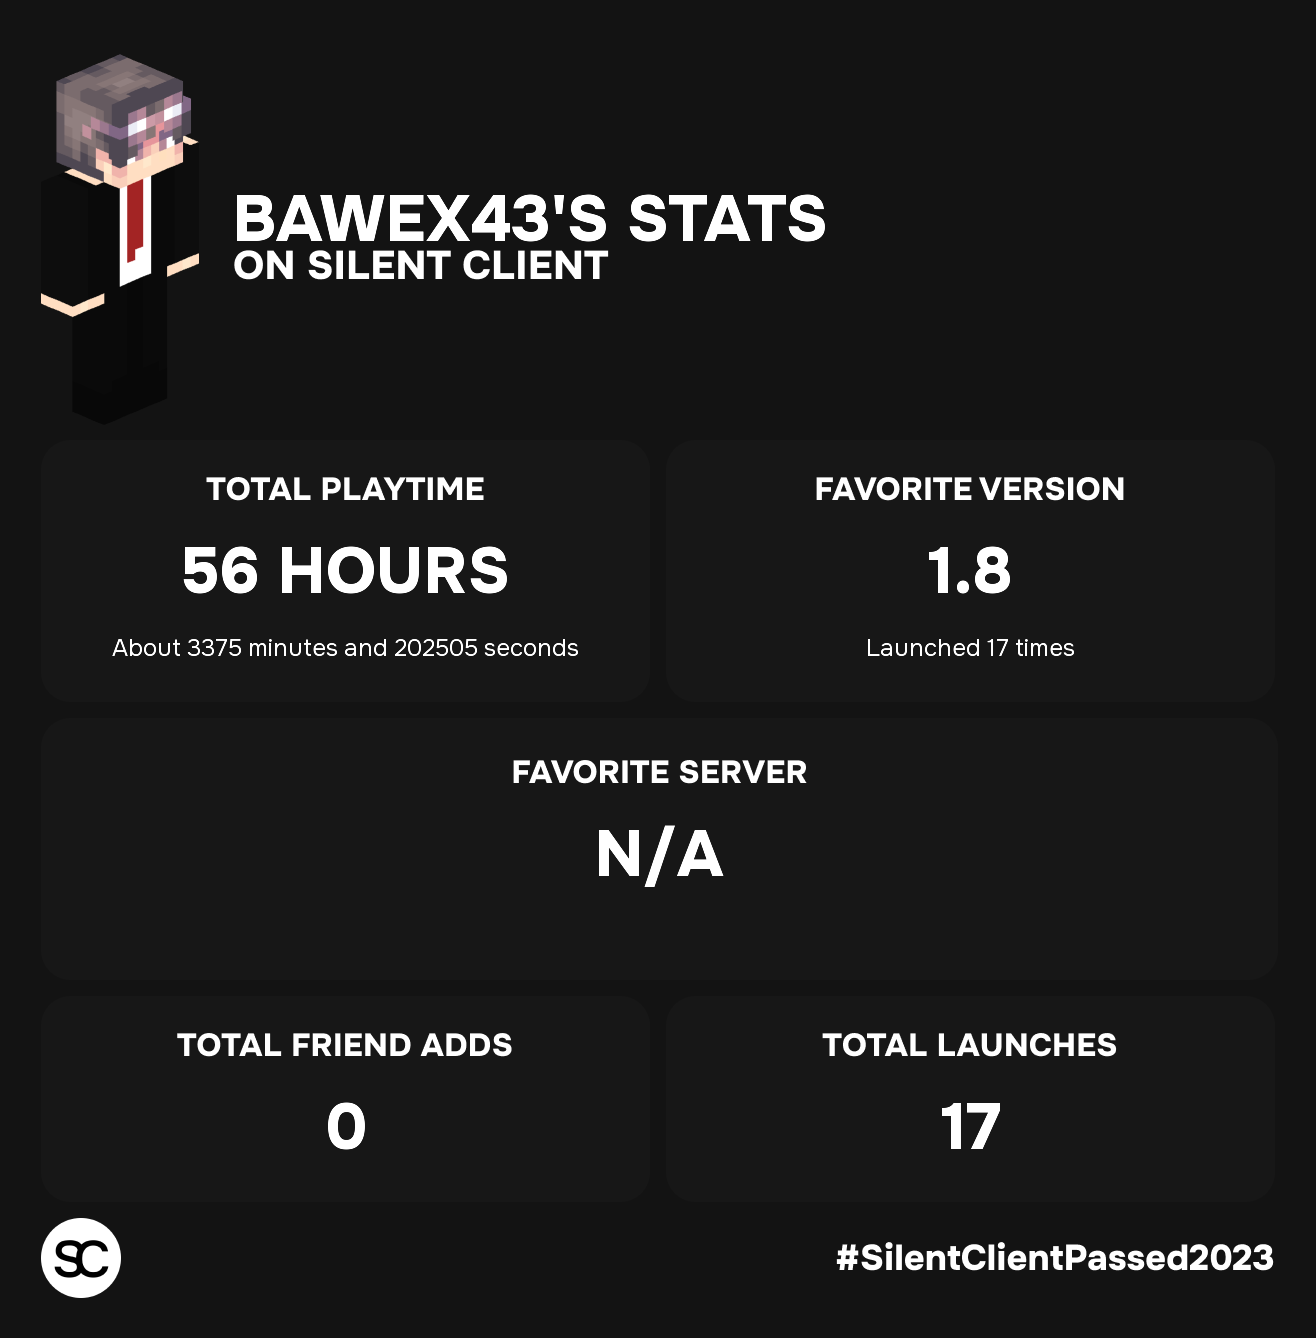 BAWEX43'S STATS
ON SILENT CLIENT
TOTAL PLAYTIME
56 HOURS
About 3375 minutes and 202505 seconds
FAVORITE VERSION
1.8
Launched 17 times
FAVORITE SERVER
N/A
TOTAL FRIEND ADDS
0
TOTAL LAUNCHES
17
SC
#SilentClientPassed2023